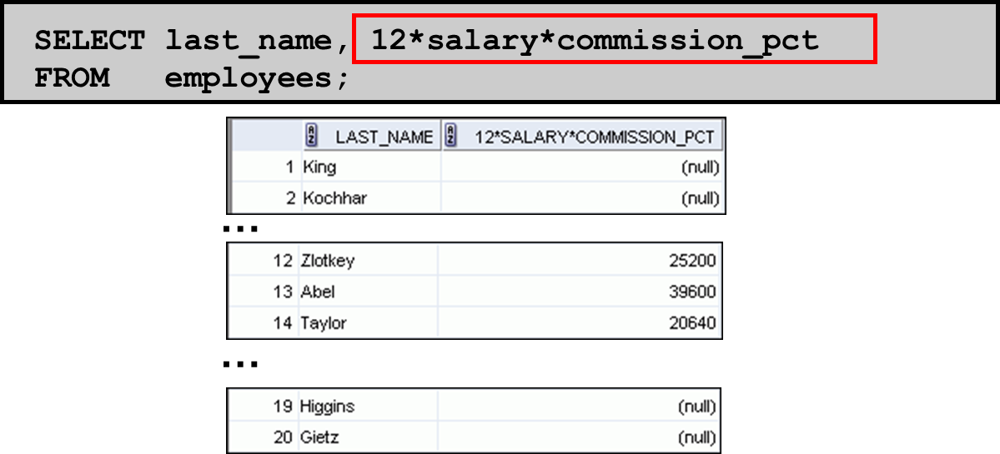 SELECT last_name, 12*salary*commission_pct
FROM employees;
LAST_NAME 12*SALARY*COMMISSION_PCT
1 King (null)
2 Kochhar (null)
...
12 Zlotkey 25200
13 Abel 39600
14 Taylor 20640
...
19 Higgins (null)
20 Gietz (null)